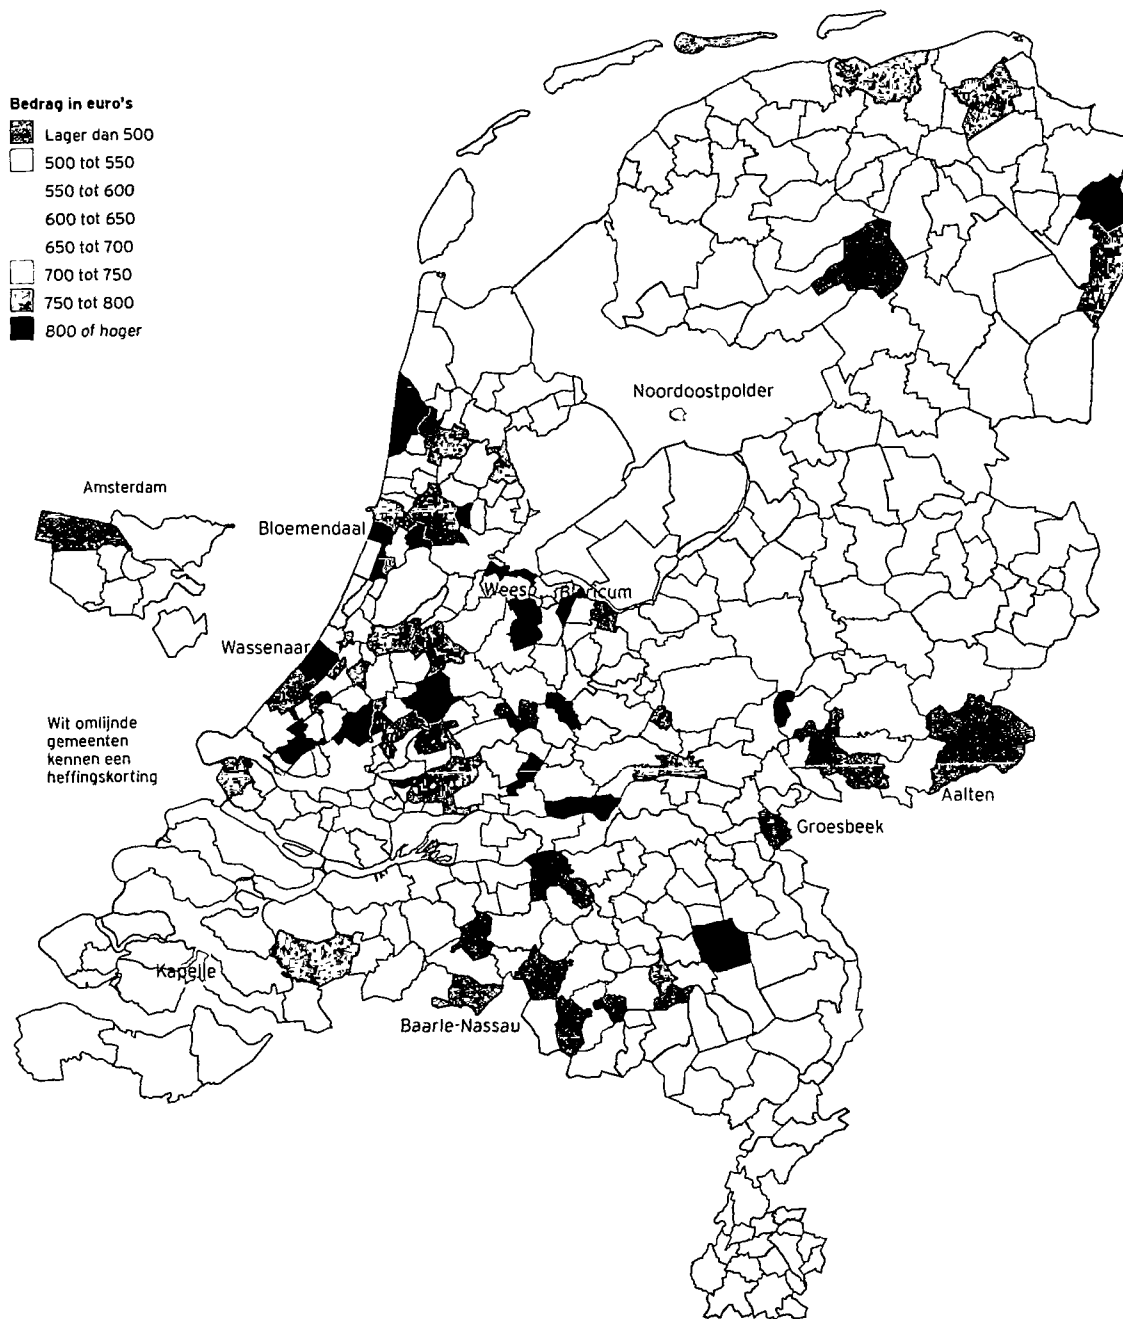 Bedrag in euro's
Lager dan 500
500 tot 550
550 tot 600
600 tot 650
650 tot 700
700 tot 750
750 tot 800
800 of hoger
Noordoostpolder
Amsterdam
Bloemendaal
Weesp
Blaricum
Wassenaar
Wit omlijnde
gemeenten
kennen een
heffingskorting
Aalten
Groesbeek
Kapelle
Baarle-Nassau